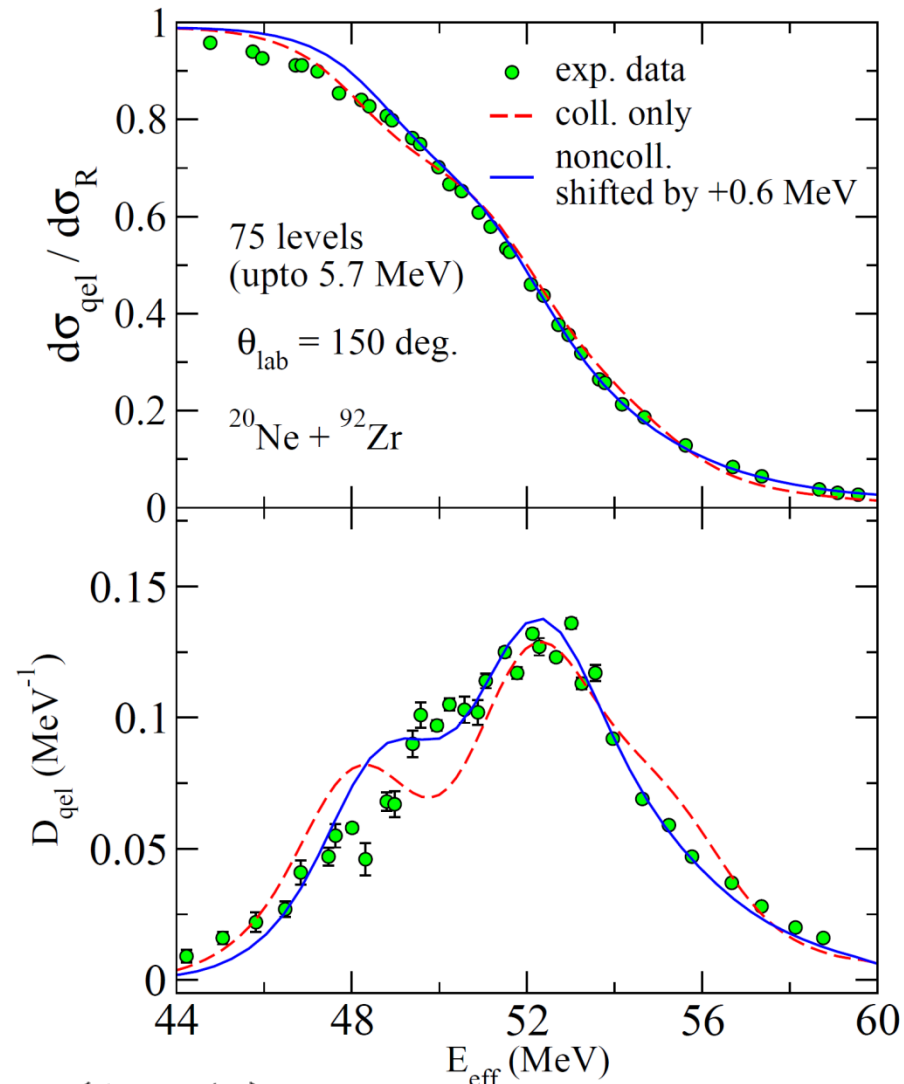 1
0.8
0.6
0.4
0.2
0
dσqel / dσR
exp. data
coll. only
noncoll.
shifted by +0.6 MeV
75 levels
(upto 5.7 MeV)
θlab = 150 deg.
20Ne + 92Zr
0.15
0.1
0.05
0
Dqel (MeV-1)
44 48 52 56 60
Eeff (MeV)